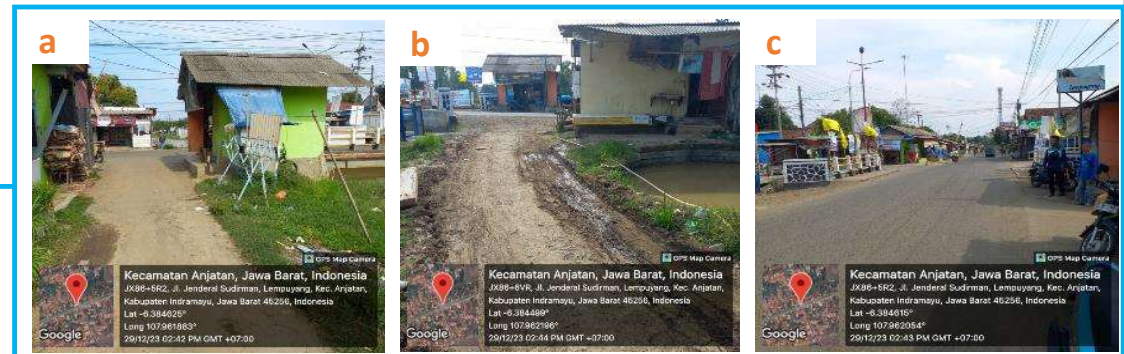 a
GPS Map Camera
Kecamatan Anjatan, Jawa Barat, Indonesia
JX86+5R2, Jl. Jenderal Sudirman, Lempuyang, Kec. Anjatan,
Kabupaten Indramayu, Jawa Barat 45256, Indonesia
Lat -6.384625°
Long 107.961883°
29/12/23 02:42 PM GMT +07:00
Google
b
GPS Map Camera
Kecamatan Anjatan, Jawa Barat, Indonesia
JX86+6VR, Jl. Jenderal Sudirman, Lempuyang, Kec. Anjatan,
Kabupaten Indramayu, Jawa Barat 45256, Indonesia
Lat -6.384499°
Long 107.962196°
29/12/23 02:44 PM GMT +07:00
Google
c
GPS Map Camera
Kecamatan Anjatan, Jawa Barat, Indonesia
JX86+5R2, Jl. Jenderal Sudirman, Lempuyang, Kec. Anjatan,
Kabupaten Indramayu, Jawa Barat 45256, Indonesia
Lat -6.384615°
Long 107.962054°
29/12/23 02:43 PM GMT +07:00
Google